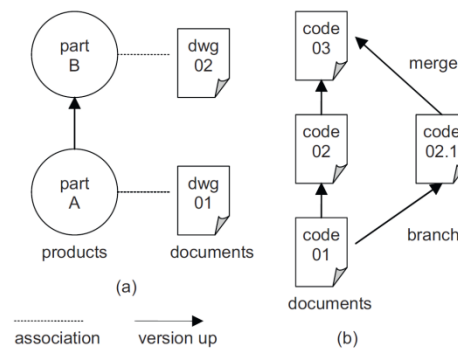 part
B
dwg
02
part
A
dwg
01
products
documents
(a)
association
version up
code
03
merge
code
02
code
02.1
code
01
branch
documents
(b)